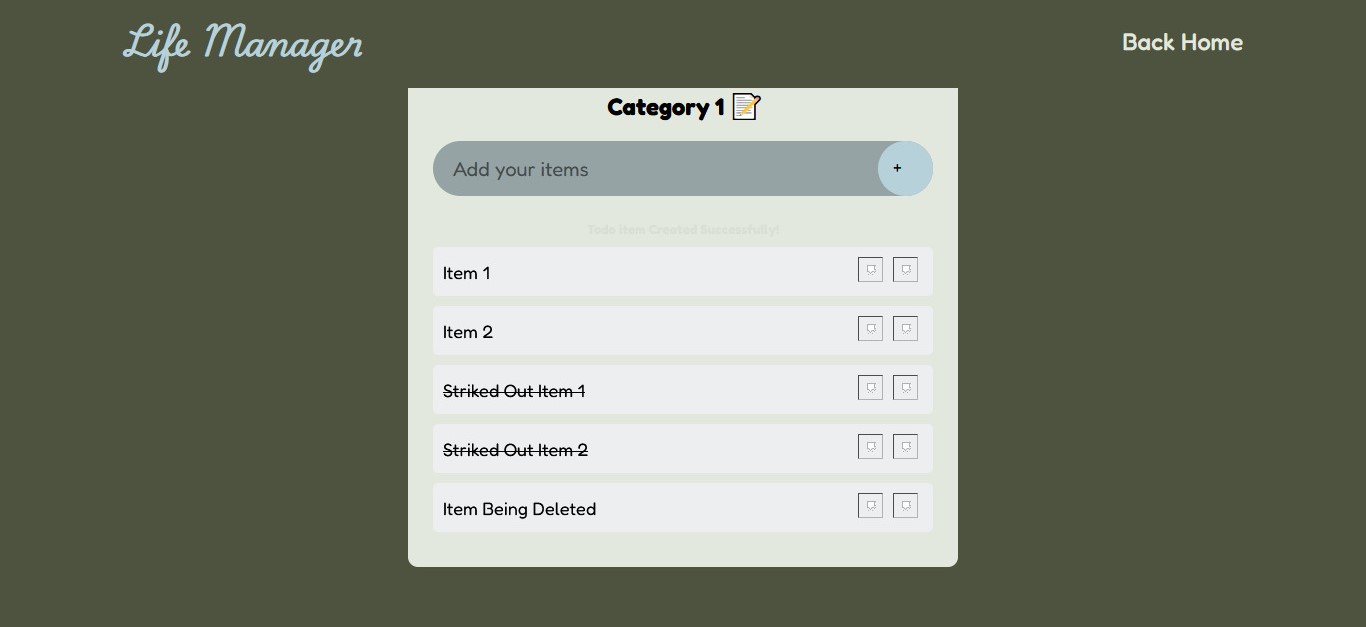 Life Manager
Back Home
Category 1 📝
Add your items
+
Todo Item Created Successfully!
Item 1
Item 2
Striked Out Item 1
Striked Out Item 2
Item Being Deleted